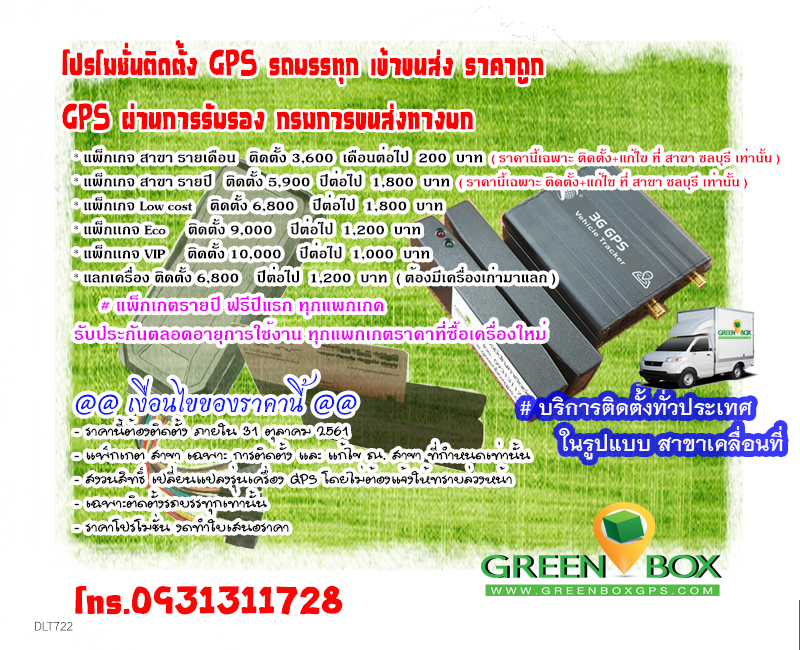 โปรโมชั่นติดตั้ง GPS รถบรรทุก เข้าขนส่ง ราคาถูก
GPS ผ่านการรับรอง กรมการขนส่งทางบก
* แพ็กเกจ สาขา รายเดือน ติดตั้ง 3,600 เดือนต่อไป 200 บาท ( ราคานี้เฉพาะ ติดตั้ง+แก้ไข ที่ สาขา ชลบุรี เท่านั้น )
* แพ็กเกจ สาขา รายปี ติดตั้ง 5,900 ปีต่อไป 1,800 บาท ( ราคานี้เฉพาะ ติดตั้ง+แก้ไข ที่ สาขา ชลบุรี เท่านั้น )
* แพ็กเกจ Low cost ติดตั้ง 6,800 ปีต่อไป 1,800 บาท
* แพ็กแกจ Eco ติดตั้ง 9,000 ปีต่อไป 1,200 บาท
* แพ็กแกจ VIP ติดตั้ง 10,000 ปีต่อไป 1,000 บาท
* แลกเครื่อง ติดตั้ง 6,800 ปีต่อไป 1,200 บาท ( ต้องมีเครื่องเก่ามาแลก )
# แพ็กเกตรายปี ฟรีปีแรก ทุกแพกเกค
รับประกันตลอดอายุการใช้งาน ทุกแพกเกตราคาที่ซื้อเครื่องใหม่
3G GPS
Vehicle Tracker
GREEN BOX
@@ เงื่อนไขของราคานี้ @@
- ราคานี้ต้องติดตั้ง ภายใน 31 ตุลาคม 2561
- แพ็กเกต สาขา เฉพาะ การติดตั้ง และ แก้ไข ณ. สาขา ที่กำหนดเท่านั้น
- สงวนสิทธิ์ เปลี่ยนแปลงรุ่นเครื่อง GPS โดยไม่ต้องแจ้งให้ทราบล่วงหน้า
- เฉพาะติดตั้งรถบรรทุกเท่านั้น
- ราคาโปรโมชั่น งดทำใบเสนอราคา
# บริการติดตั้งทั่วประเทศ
ในรูปแบบ สาขาเคลื่อนที่
GREEN BOX
WWW.GREENBOXGPS.COM
โทร.0931311728
DLT722